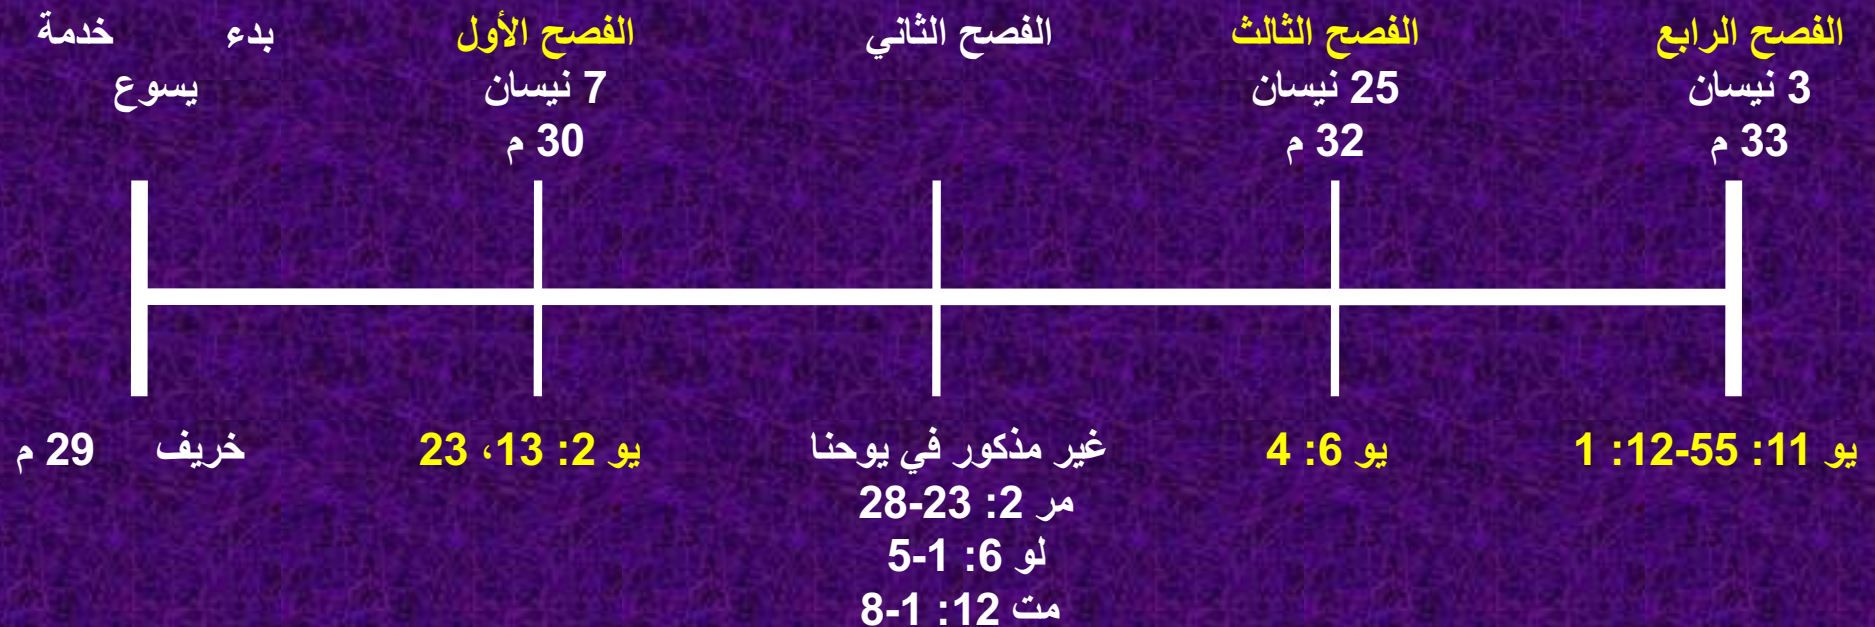 بدء خدمة
يسوع
الفصح الأول
7 نيسان
30 م
الفصح الثاني
الفصح الثالث
25 نيسان
32 م
الفصح الرابع
3 نيسان
33 م
خريف 29 م
يو 2: 13، 23
غير مذكور في يوحنا
مر 2: 23-28
لو 6: 1-5
مت 12: 1-8
يو 6: 4
يو 11: 55-12: 1